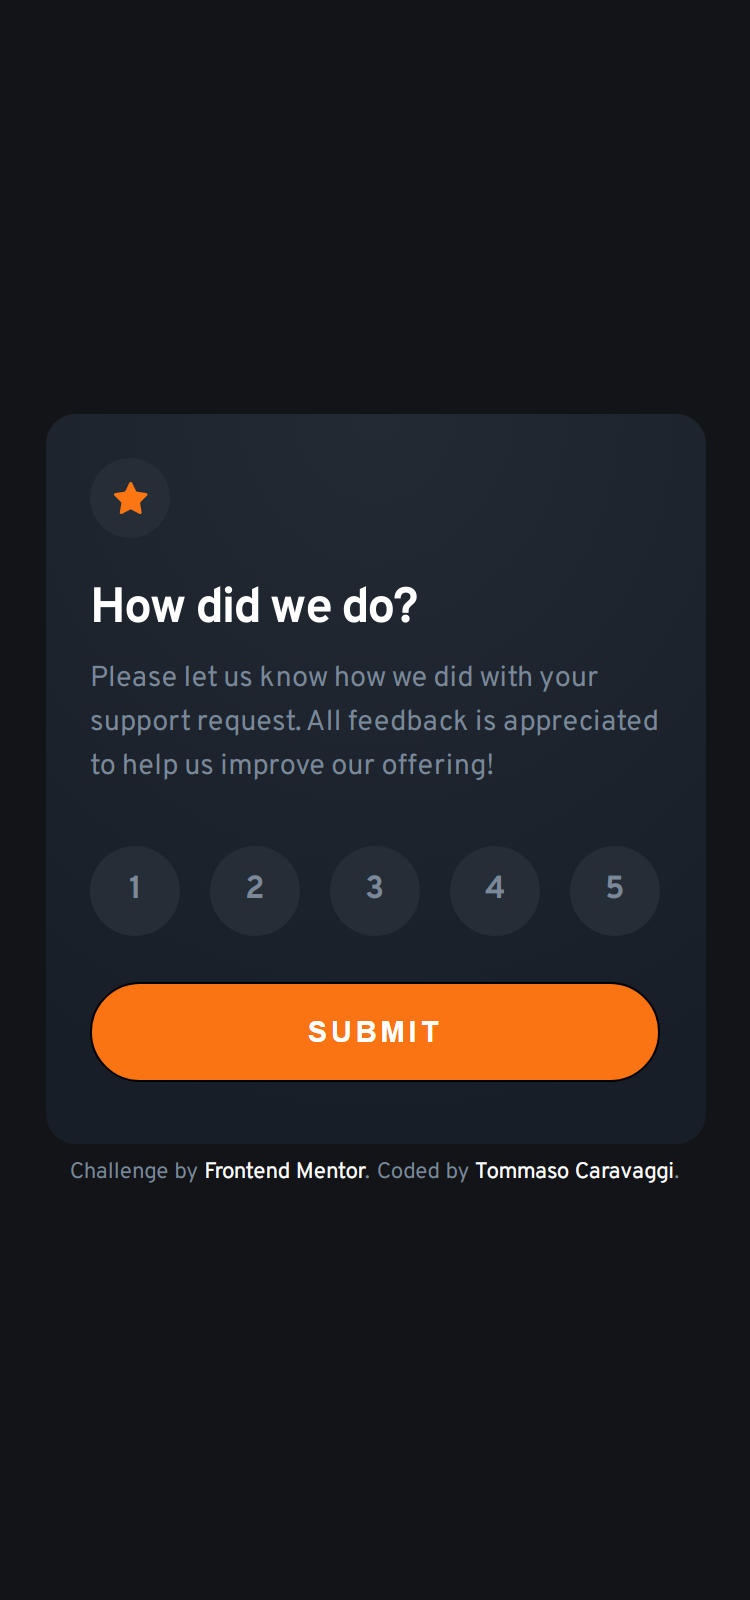 How did we do?
Please let us know how we did with your
support request. All feedback is appreciated
to help us improve our offering!
1 2 3 4 5
SUBMIT
Challenge by Frontend Mentor. Coded by Tommaso Caravaggi.